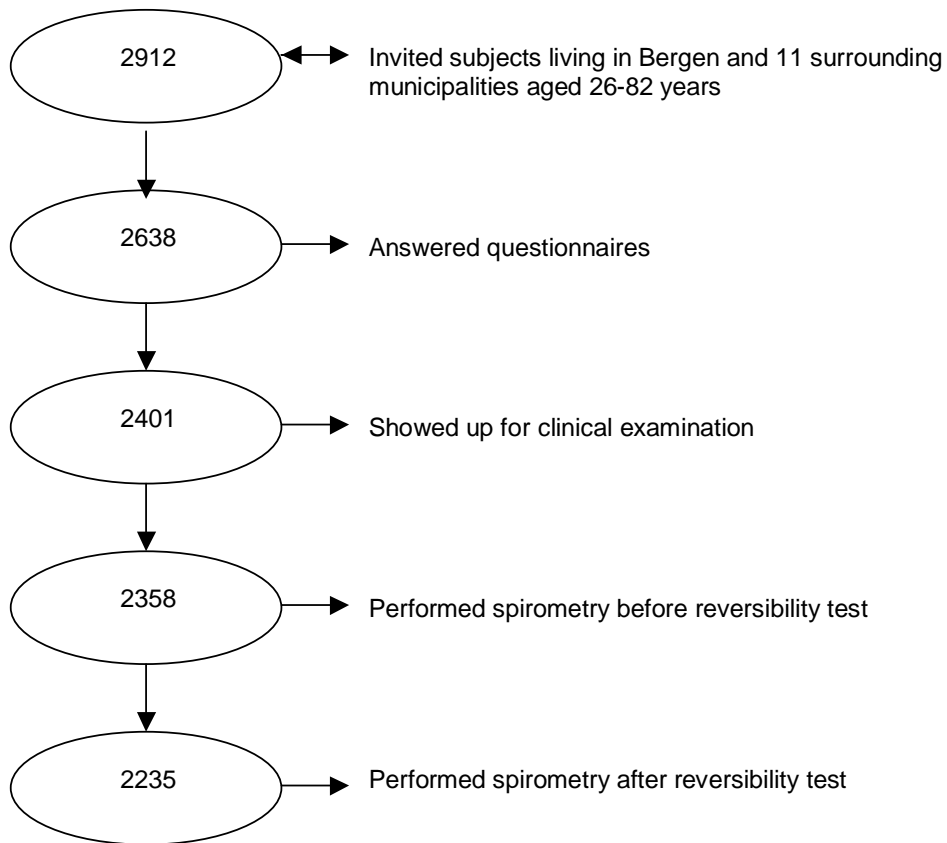 2912
Invited subjects living in Bergen and 11 surrounding
municipalities aged 26-82 years
2638
Answered questionnaires
2401
Showed up for clinical examination
2358
Performed spirometry before reversibility test
2235
Performed spirometry after reversibility test